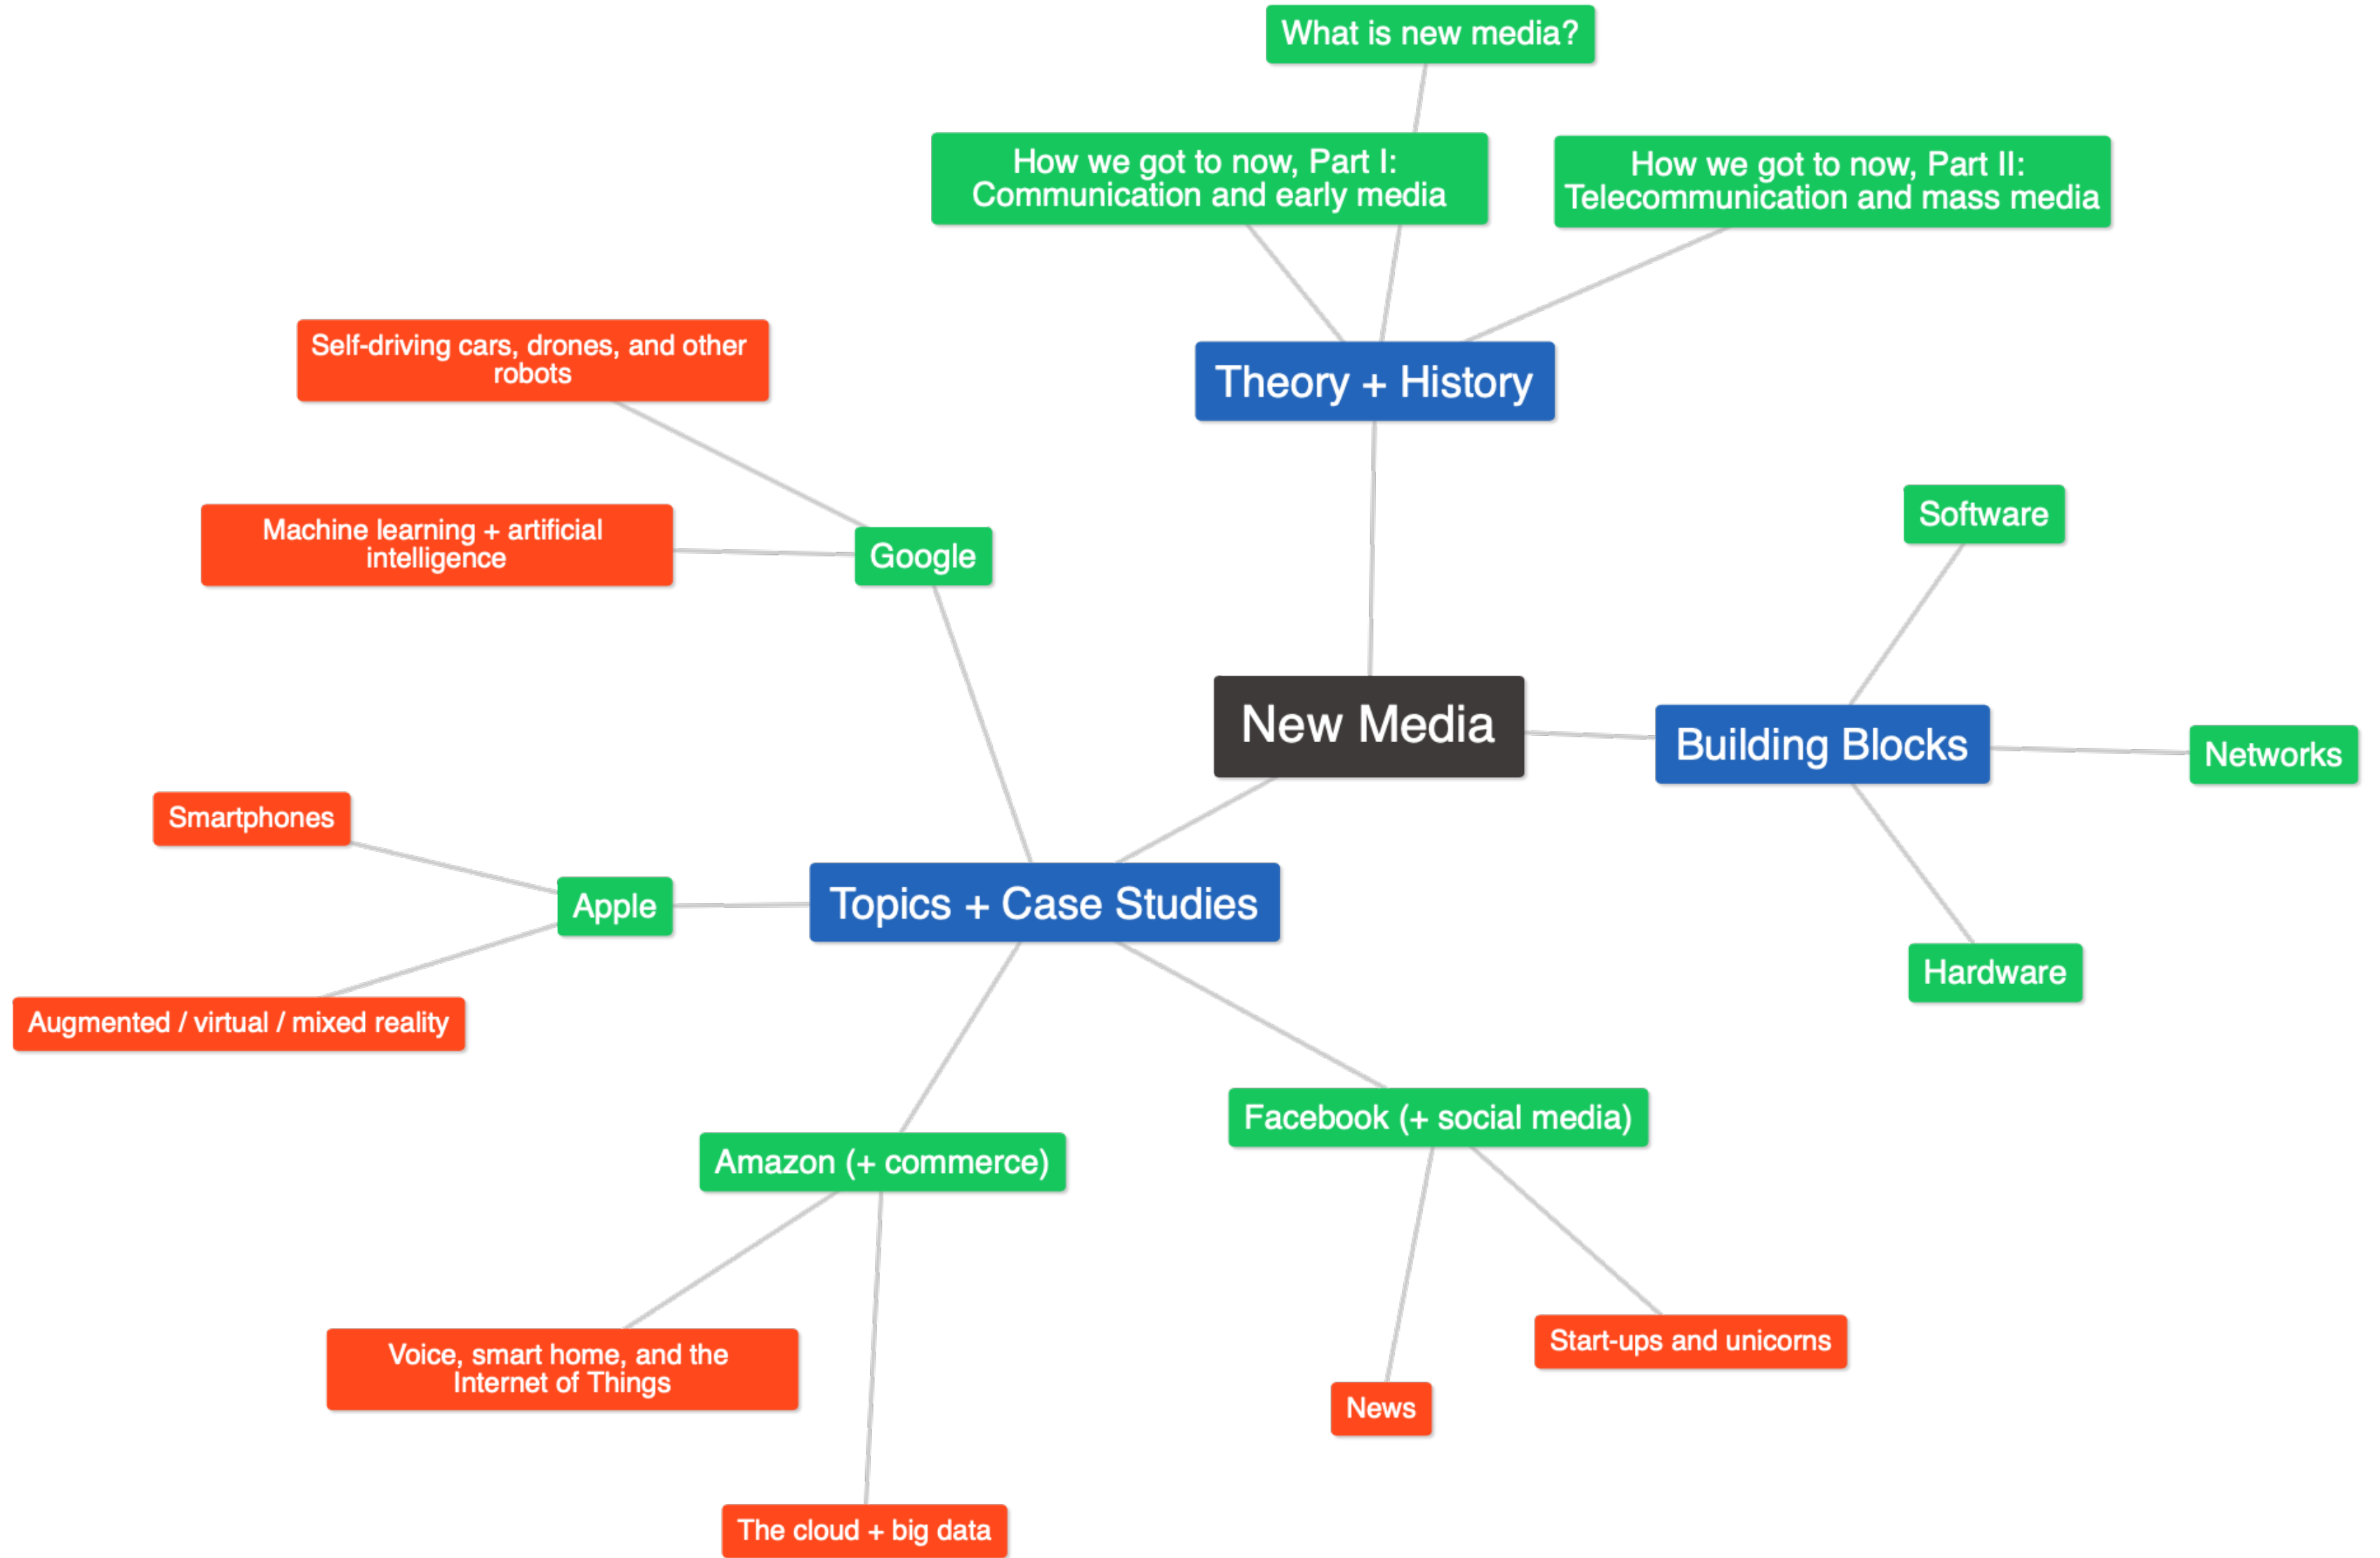 What is new media?
How we got to now, Part I:
Communication and early media
How we got to now, Part II:
Telecommunication and mass media
Self-driving cars, drones, and other
robots
Theory + History
Machine learning + artificial
intelligence
Google
Software
New Media
Building Blocks
Networks
Smartphones
Apple
Topics + Case Studies
Hardware
Augmented / virtual / mixed reality
Facebook (+ social media)
Amazon (+ commerce)
Voice, smart home, and the
Internet of Things
Start-ups and unicorns
News
The cloud + big data